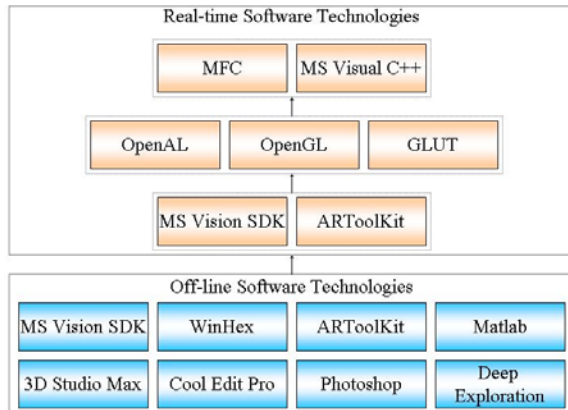 Real-time Software Technologies
MFC
MS Visual C++
OpenAL
OpenGL
GLUT
MS Vision SDK
ARToolKit
Off-line Software Technologies
MS Vision SDK
WinHex
ARToolKit
Matlab
3D Studio Max
Cool Edit Pro
Photoshop
Deep
Exploration